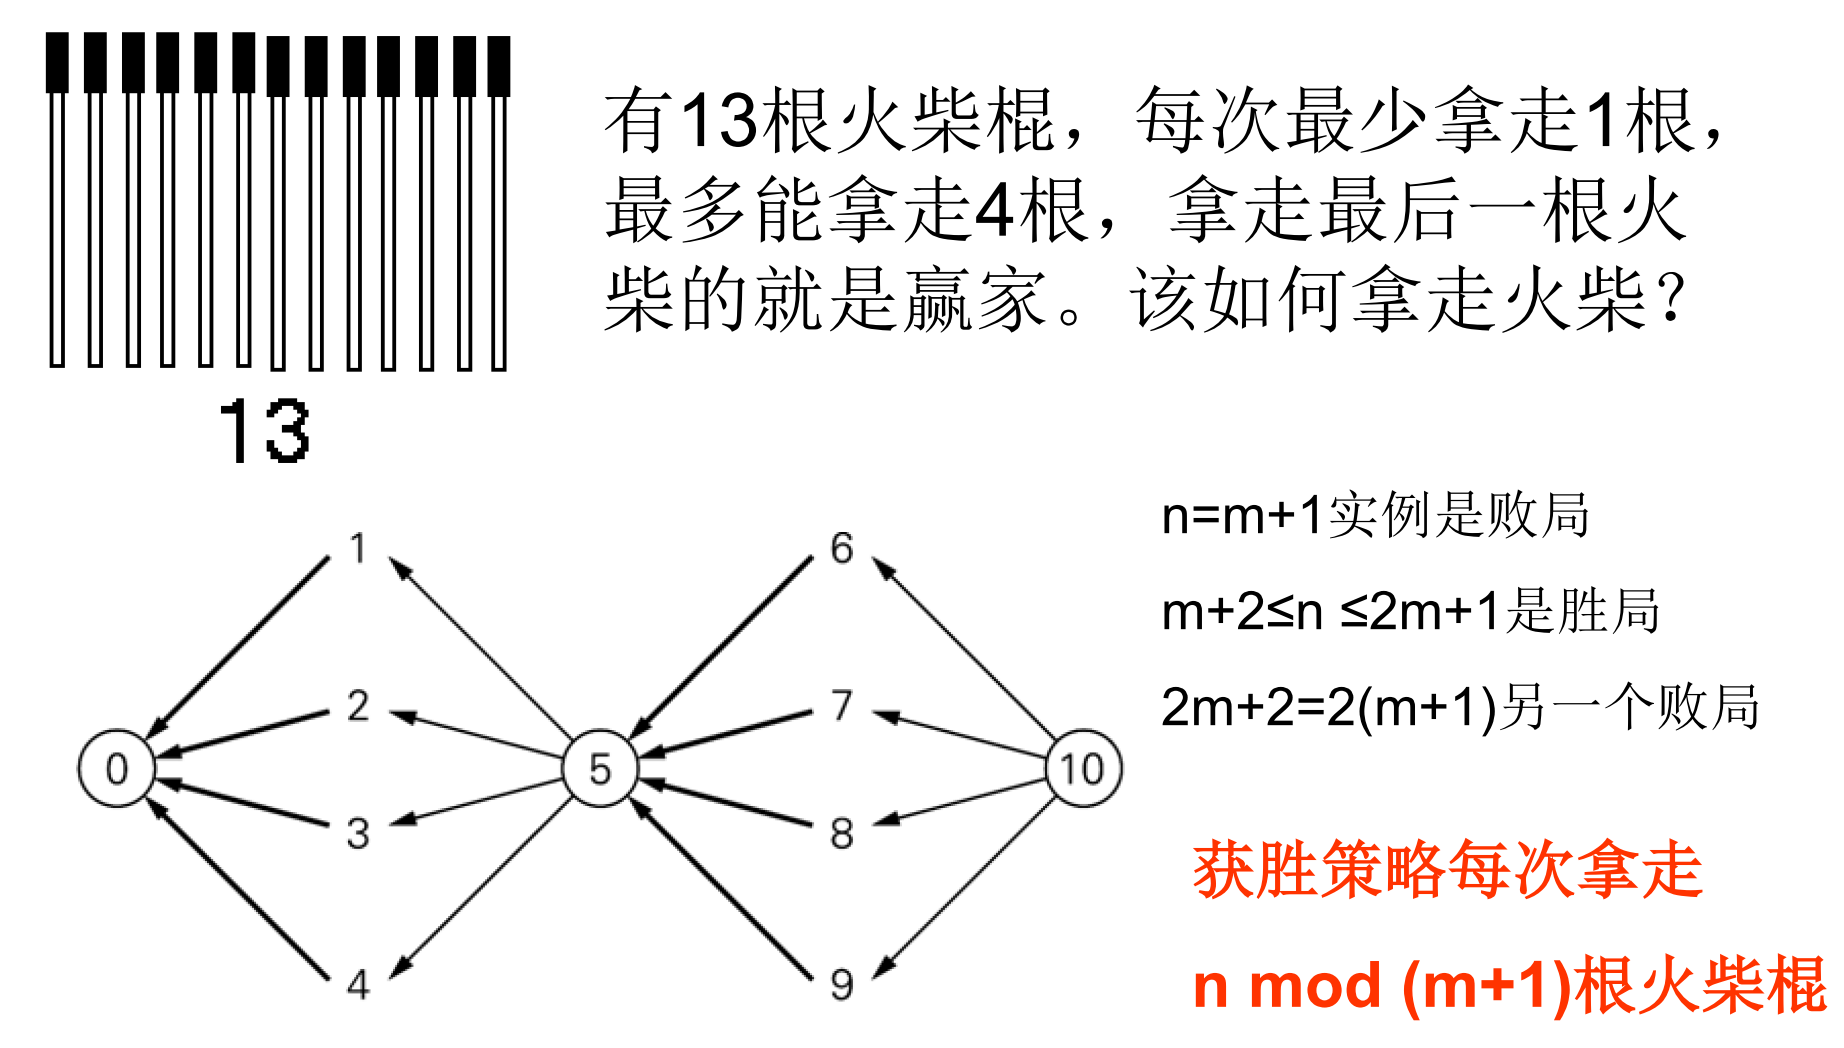 有13根火柴棍，每次最少拿走1根，
最多能拿走4根，拿走最后一根火
柴的就是赢家。该如何拿走火柴？
13
n=m+1实例是败局
m+2≤n ≤2m+1是胜局
2m+2=2(m+1)另一个败局
1
6
2
7
0
5
10
3
8
4
9
获胜策略每次拿走
n mod (m+1)根火柴棍